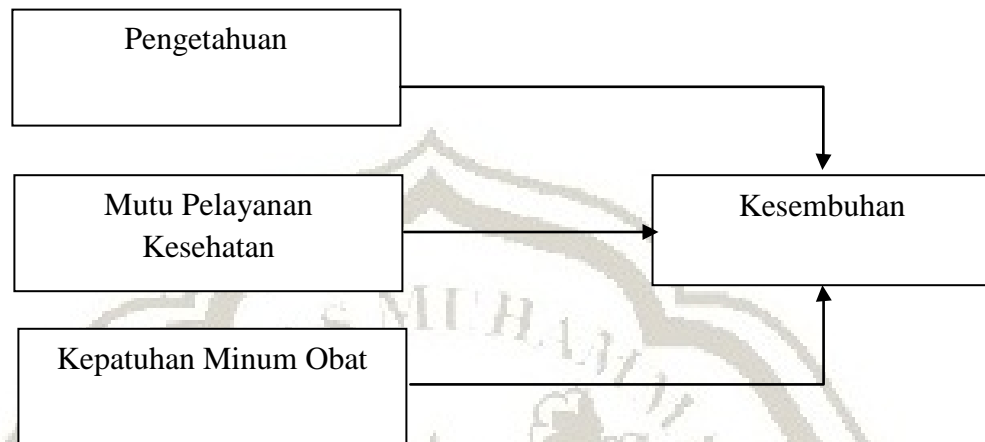 Pengetahuan
Mutu Pelayanan
Kesehatan
Kesembuhan
Kepatuhan Minum Obat